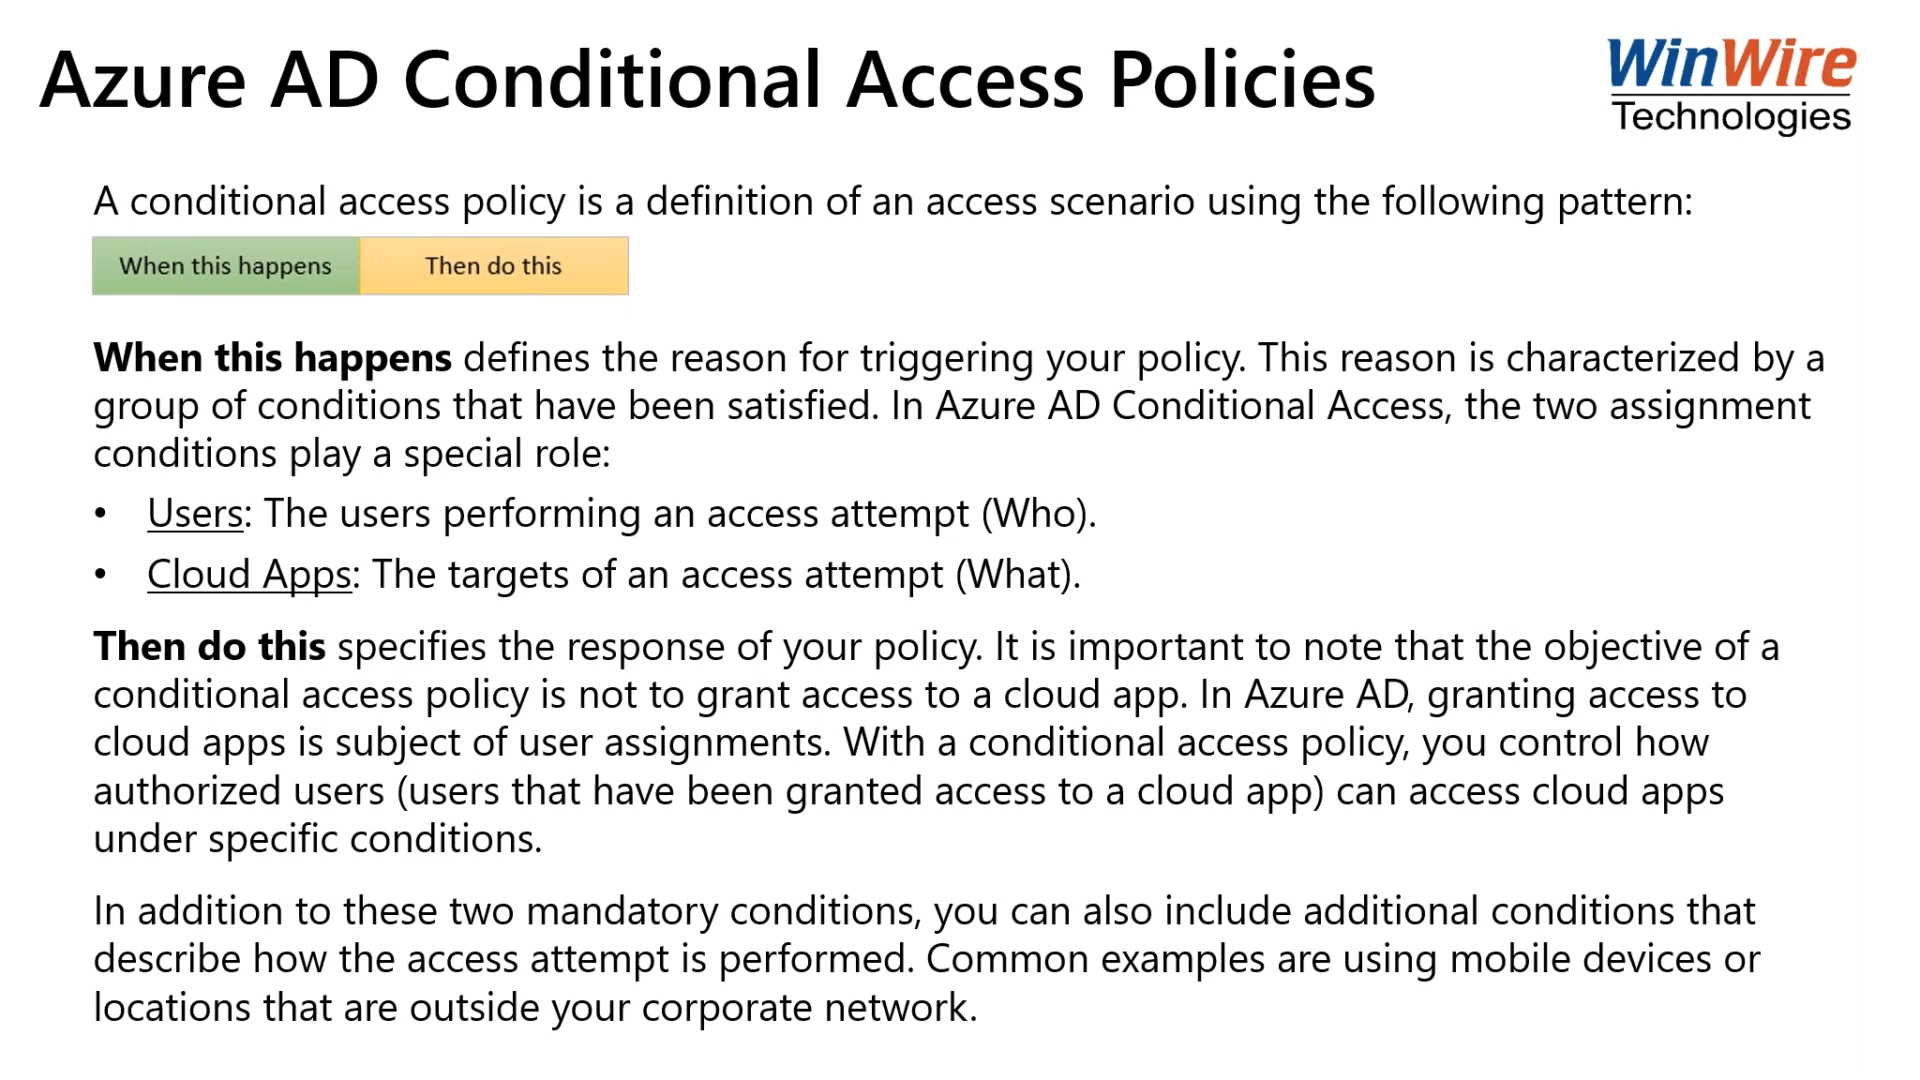 Azure AD Conditional Access Policies
WinWire
Technologies
A conditional access policy is a definition of an access scenario using the following pattern:
When this happens
Then do this
When this happens defines the reason for triggering your policy. This reason is characterized by a
group of conditions that have been satisfied. In Azure AD Conditional Access, the two assignment
conditions play a special role:
• Users: The users performing an access attempt (Who).
• Cloud Apps: The targets of an access attempt (What).
Then do this specifies the response of your policy. It is important to note that the objective of a
conditional access policy is not to grant access to a cloud app. In Azure AD, granting access to
cloud apps is subject of user assignments. With a conditional access policy, you control how
authorized users (users that have been granted access to a cloud app) can access cloud apps
under specific conditions.
In addition to these two mandatory conditions, you can also include additional conditions that
describe how the access attempt is performed. Common examples are using mobile devices or
locations that are outside your corporate network.